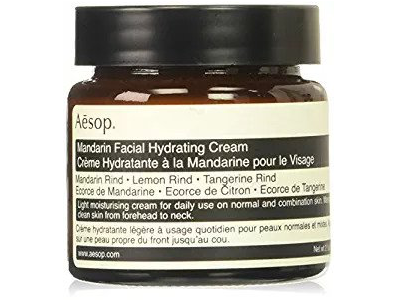 Aēsop.
Mandarin Facial Hydrating Cream
Crème Hydratante à la Mandarine pour le Visage
Mandarin Rind • Lemon Rind • Tangerine Rind
Ecorce de Mandarine • Ecorce de Citron • Ecorce de Tangerine
Light moisturising cream for daily use on normal and combination skin.
clean skin from forehead to neck.
Crème hydratante légère à usage quotidien pour peaux normales et mixtes.
sur une peau propre du front jusqu'au cou.
www.aesop.com
Net